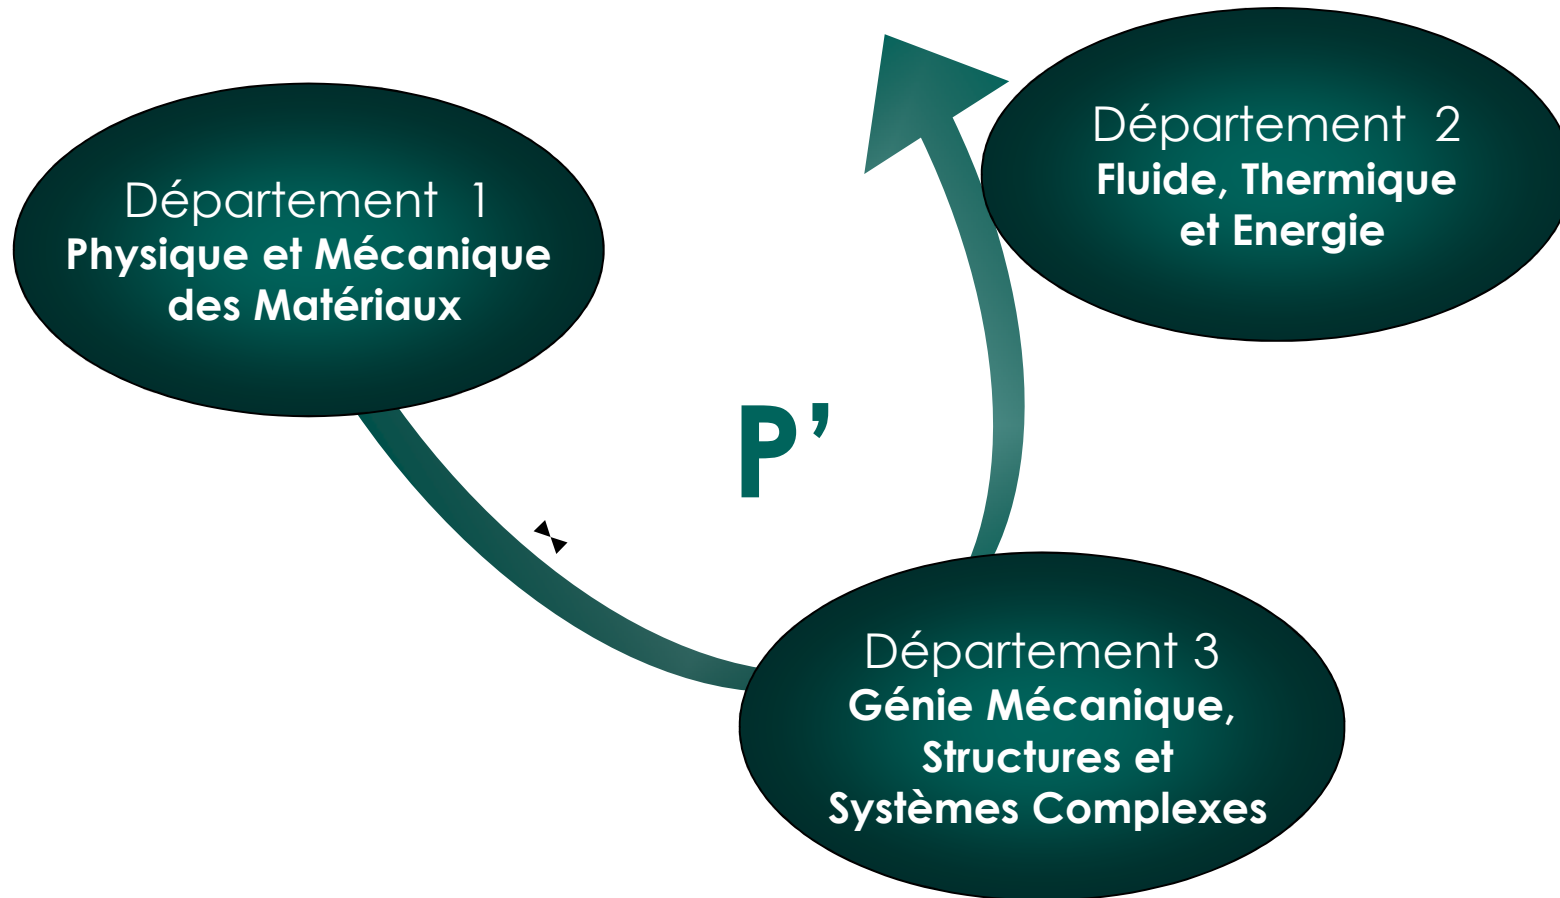 Département 1
Physique et Mécanique
des Matériaux
Département 2
Fluide, Thermique
et Energie
P’
Département 3
Génie Mécanique,
Structures et
Systèmes Complexes